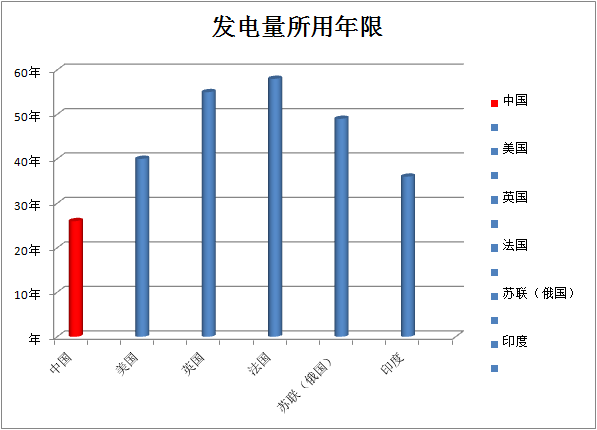 发电量所用年限
60年
50年
40年
30年
20年
10年
年
中国
美国
英国
法国
苏联（俄国）
印度
中国
美国
英国
法国
苏联（俄国）
印度